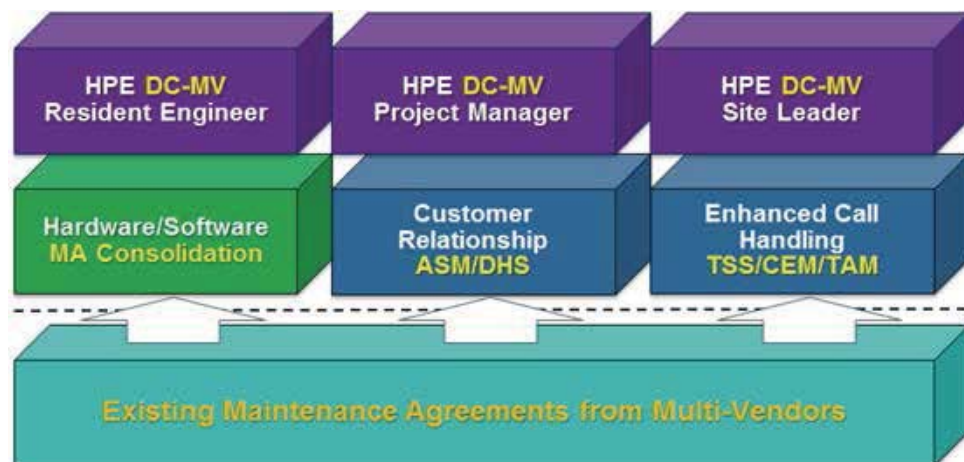 HPE DC-MV
Resident Engineer
HPE DC-MV
Project Manager
HPE DC-MV
Site Leader
Hardware/Software
MA Consolidation
Customer
Relationship
ASM/DHS
Enhanced Call
Handling
TSS/CEM/TAM
Existing Maintenance Agreements from Multi-Vendors